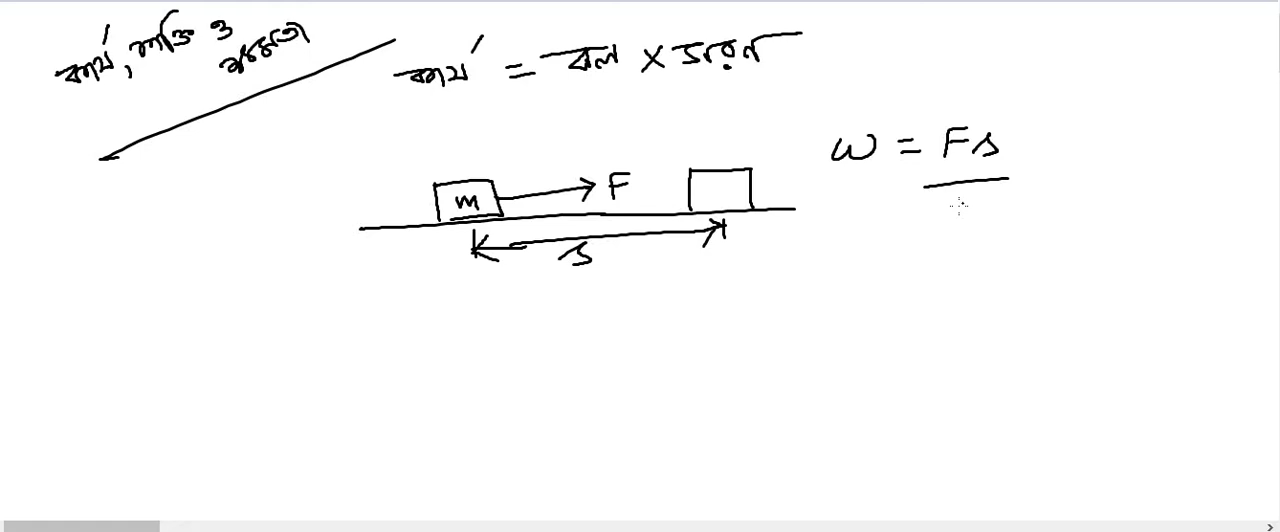 কার্য, শক্তি ও
ক্ষমতা
কার্য = বল × সরণ
W = Fs
m
F
s